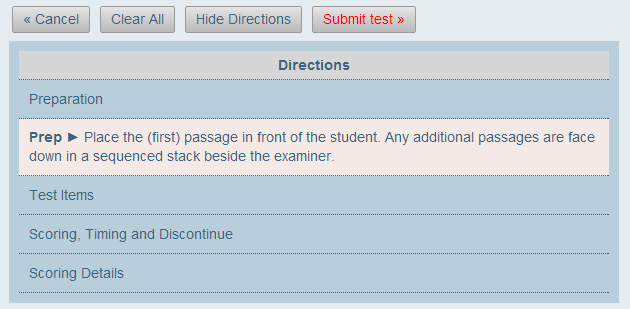 « Cancel Clear All Hide Directions Submit test »
Directions
Preparation
Prep ► Place the (first) passage in front of the student. Any additional passages are face
down in a sequenced stack beside the examiner.
Test Items
Scoring, Timing and Discontinue
Scoring Details